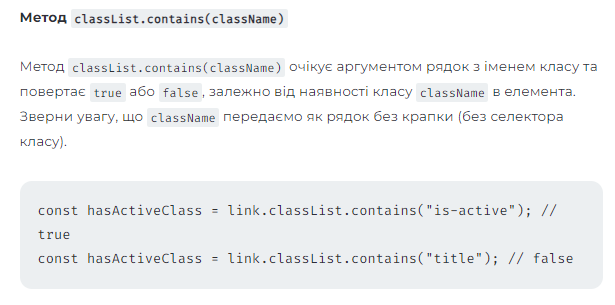 Метод classList.contains(className)
Метод classList.contains(className) очікує аргументом рядок з іменем класу та
повертає true або false, залежно від наявності класу className в елемента.
Зверни увагу, що className передаємо як рядок без крапки (без селектора
класу).
const hasActiveClass = link.classList.contains("is-active"); //
true
const hasActiveClass = link.classList.contains("title"); // false